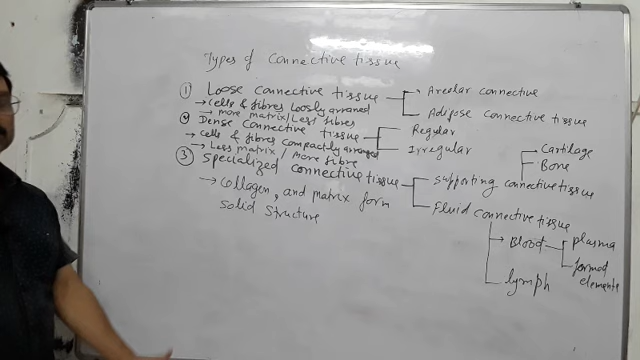 Types of connective tissue
① Loose connective tissue
Areolar connective
Adipose connective tissue
→ cells & fibres loosly arranged
→ more matrix/Less fibres
② Dense connective tissue
Regular
Irregular
→ cells & fibres compactly arranged
→ Less matrix / more fibre
③ Specialized connective tissue
Supporting connective tissue
Cartilage
Bone
Fluid connective tissue
→ Blood
plasma
formed elements
lymph
→ collagen, and matrix form
solid structure